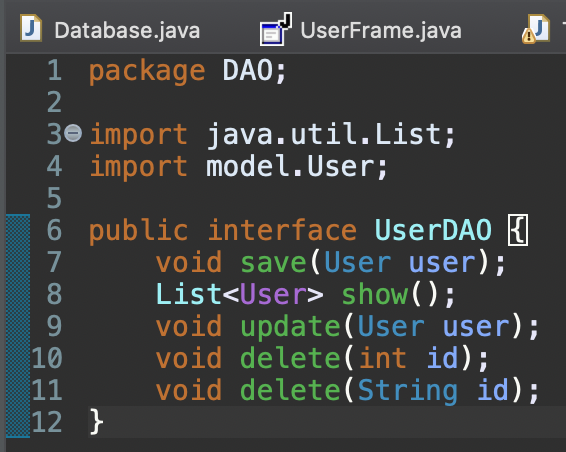 Database.java UserFrame.java
1 package DAO;
2
3 import java.util.List;
4 import model.User;
5
6 public interface UserDAO {
7 void save(User user);
8 List<User> show();
9 void update(User user);
10 void delete(int id);
11 void delete(String id);
12 }